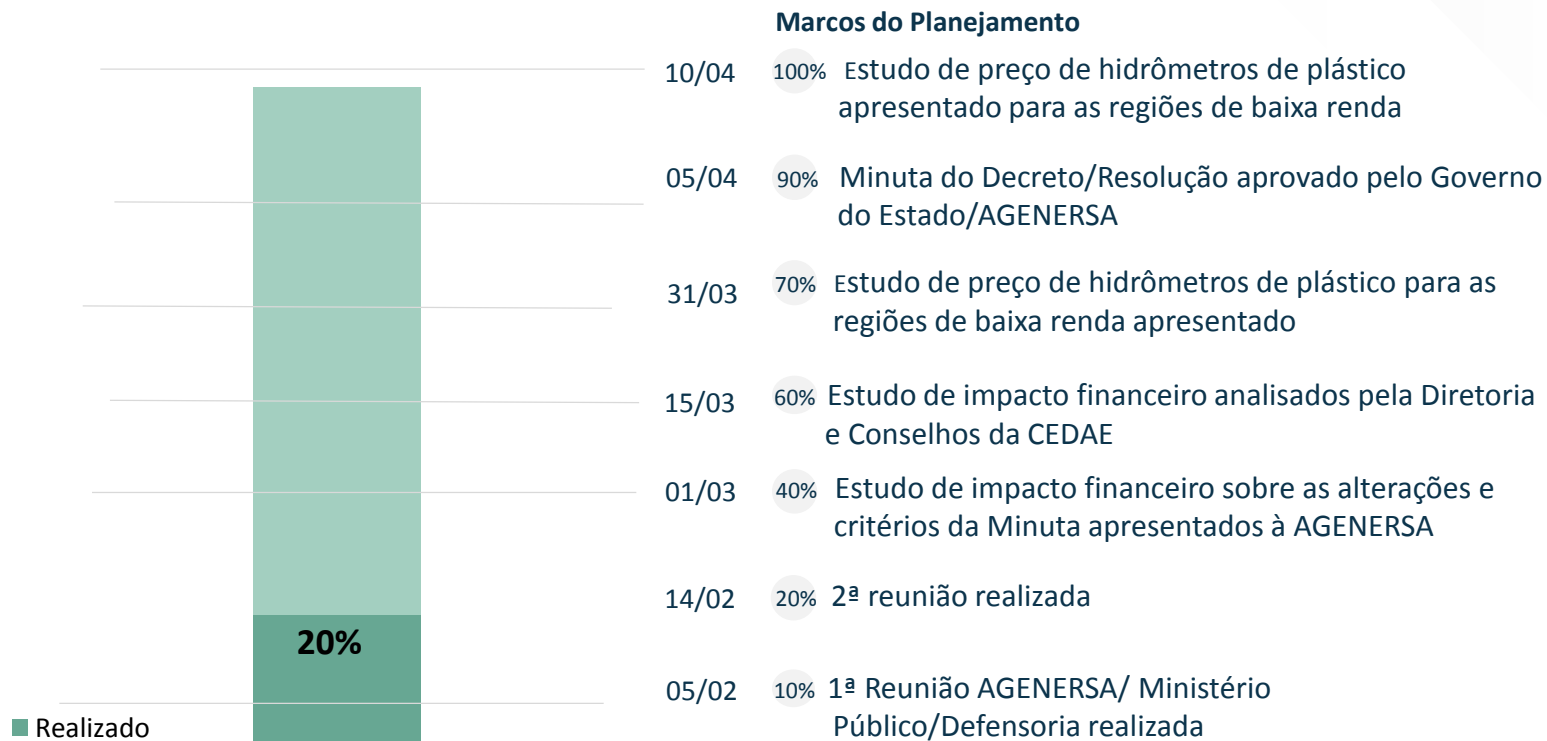 Marcos do Planejamento
10/04 100% Estudo de preço de hidrômetros de plástico
apresentado para as regiões de baixa renda
05/04 90% Minuta do Decreto/Resolução aprovado pelo Governo
do Estado/AGENERSA
31/03 70% Estudo de preço de hidrômetros de plástico para as
regiões de baixa renda apresentado
15/03 60% Estudo de impacto financeiro analisados pela Diretoria
e Conselhos da CEDAE
01/03 40% Estudo de impacto financeiro sobre as alterações e
critérios da Minuta apresentados à AGENERSA
14/02 20% 2ª reunião realizada
20%
05/02 10% 1ª Reunião AGENERSA/ Ministério
Público/Defensoria realizada
Realizado